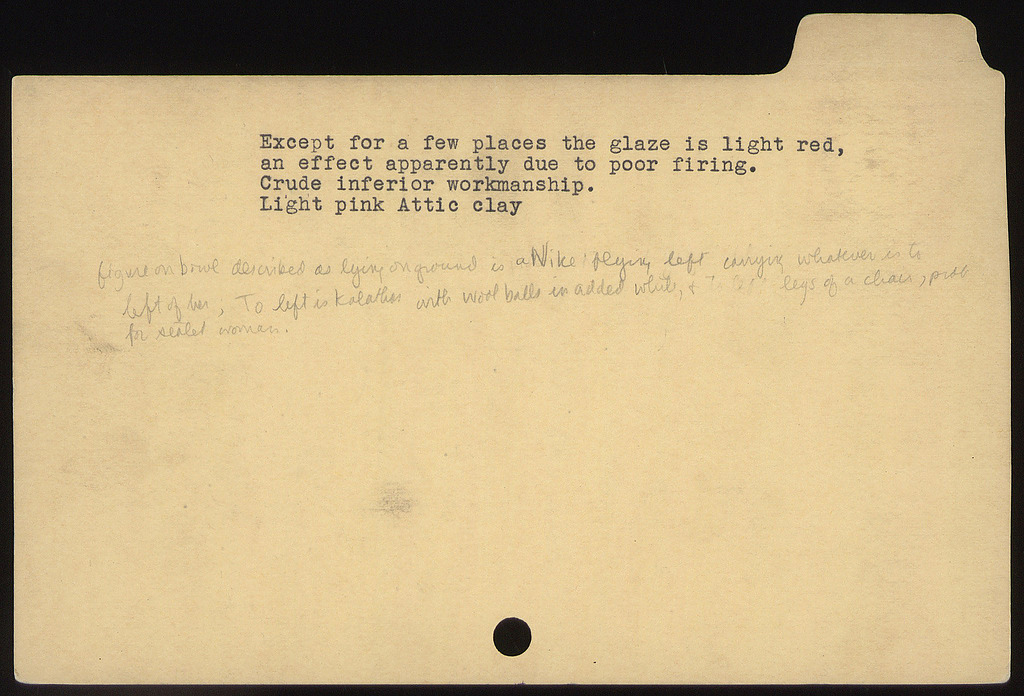 Except for a few places the glaze is light red,
an effect apparently due to poor firing.
Crude inferior workmanship.
Light pink Attic clay
figure on bowl described as lying on ground is a Nike flying left carrying whatever is to
left of her; To left is Kalathos with wool balls in added white, & legs of a chair, prob
for seated woman.